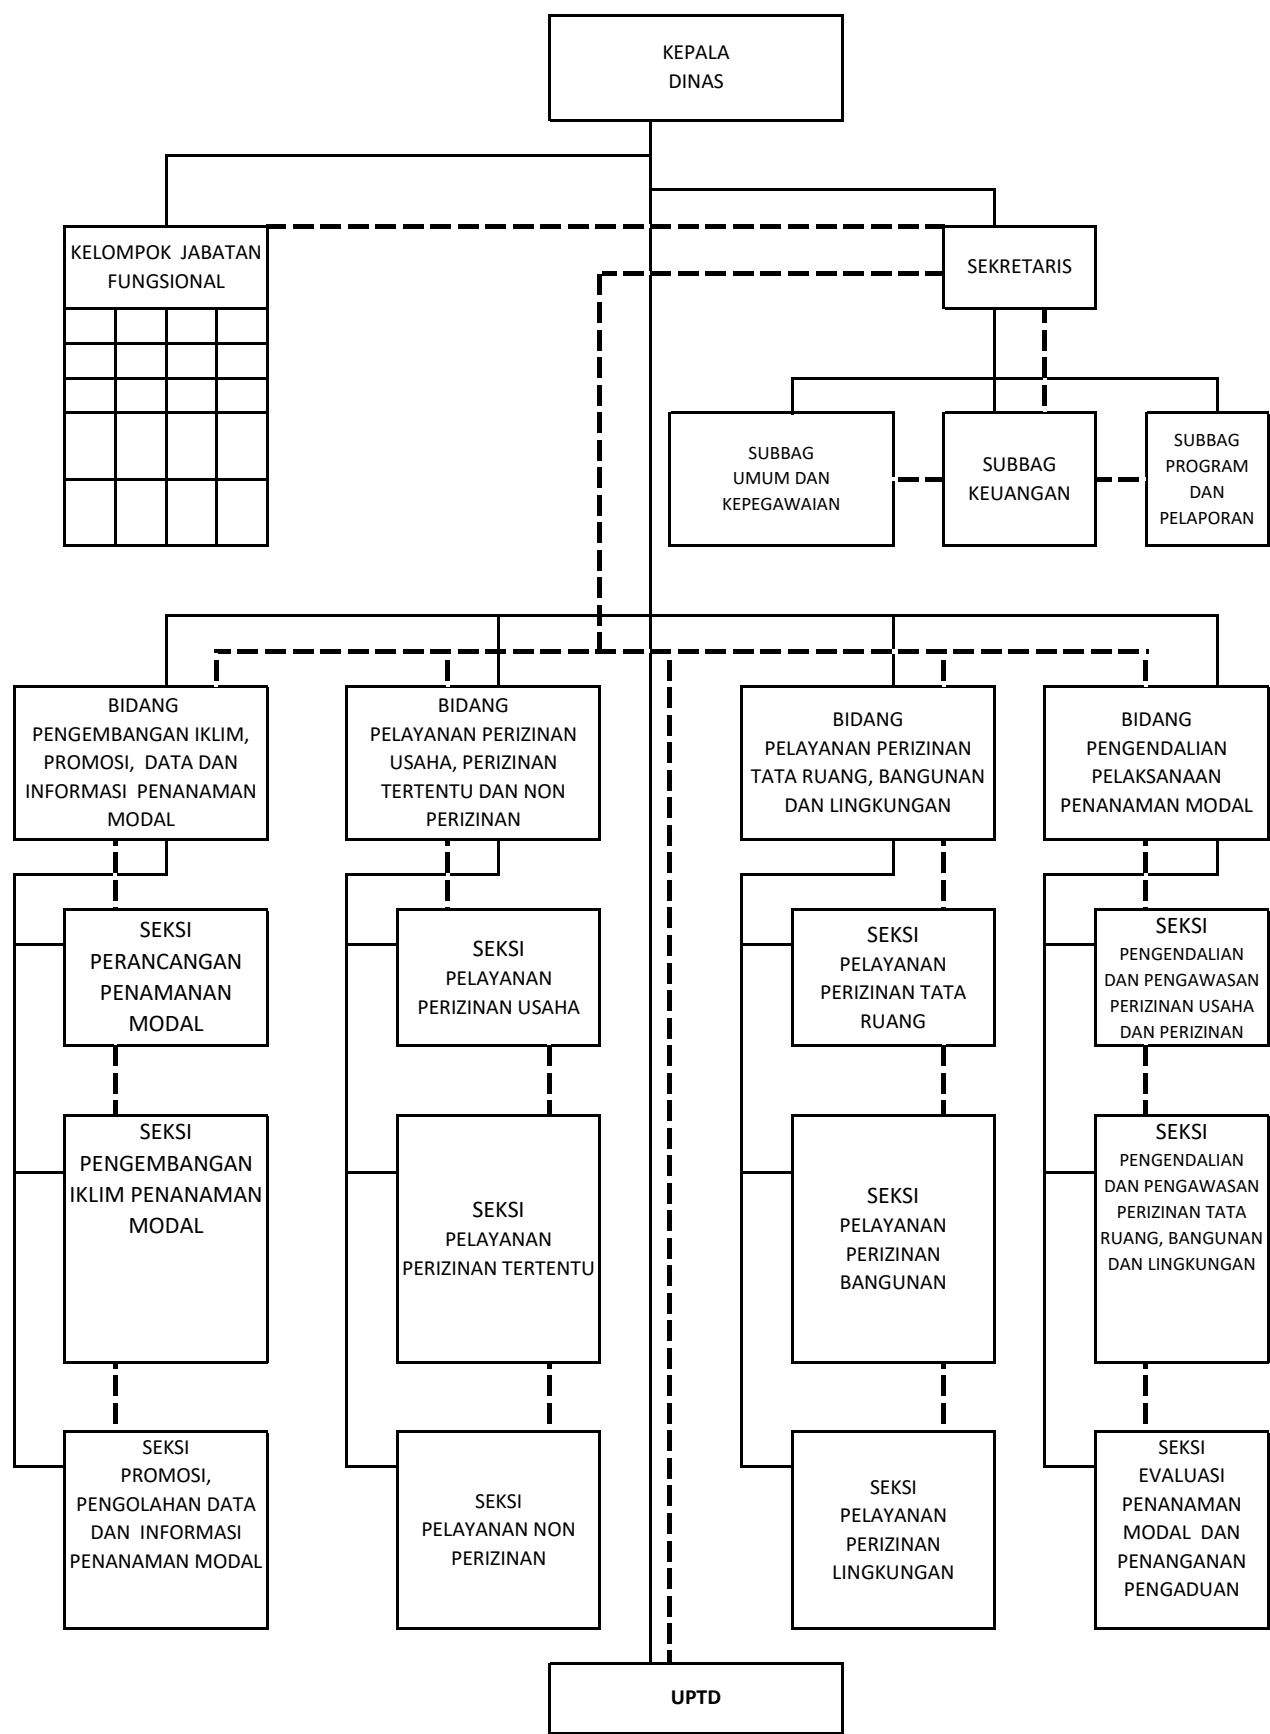 KEPALA
DINAS
KELOMPOK JABATAN
FUNGSIONAL
SEKRETARIS
SUBBAG
UMUM DAN
KEPEGAWAIAN
SUBBAG
KEUANGAN
SUBBAG
PROGRAM
DAN
PELAPORAN
BIDANG
PENGEMBANGAN IKLIM,
PROMOSI, DATA DAN
INFORMASI PENANAMAN
MODAL
BIDANG
PELAYANAN PERIZINAN
USAHA, PERIZINAN
TERTENTU DAN NON
PERIZINAN
BIDANG
PELAYANAN PERIZINAN
TATA RUANG, BANGUNAN
DAN LINGKUNGAN
BIDANG
PENGENDALIAN
PELAKSANAAN
PENANAMAN MODAL
SEKSI
PERANCANGAN
PENAMANAN
MODAL
SEKSI
PELAYANAN
PERIZINAN USAHA
SEKSI
PELAYANAN
PERIZINAN TATA
RUANG
SEKSI
PENGENDALIAN
DAN PENGAWASAN
PERIZINAN USAHA
DAN PERIZINAN
SEKSI
PENGEMBANGAN
IKLIM PENANAMAN
MODAL
SEKSI
PELAYANAN
PERIZINAN TERTENTU
SEKSI
PELAYANAN
PERIZINAN
BANGUNAN
SEKSI
PENGENDALIAN
DAN PENGAWASAN
PERIZINAN TATA
RUANG, BANGUNAN
DAN LINGKUNGAN
SEKSI
PROMOSI,
PENGOLAHAN DATA
DAN INFORMASI
PENANAMAN MODAL
SEKSI
PELAYANAN NON
PERIZINAN
SEKSI
PELAYANAN
PERIZINAN
LINGKUNGAN
SEKSI
EVALUASI
PENANAMAN
MODAL DAN
PENANGANAN
PENGADUAN
UPTD